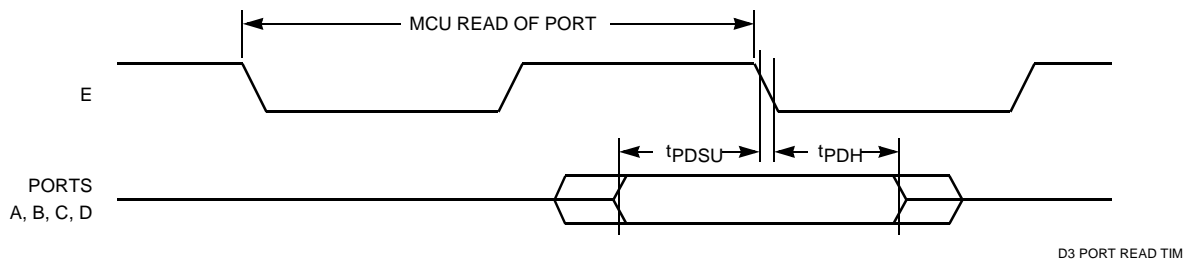 MCU READ OF PORT
E
tPDSU
tPDH
PORTS
A, B, C, D
D3 PORT READ TIM